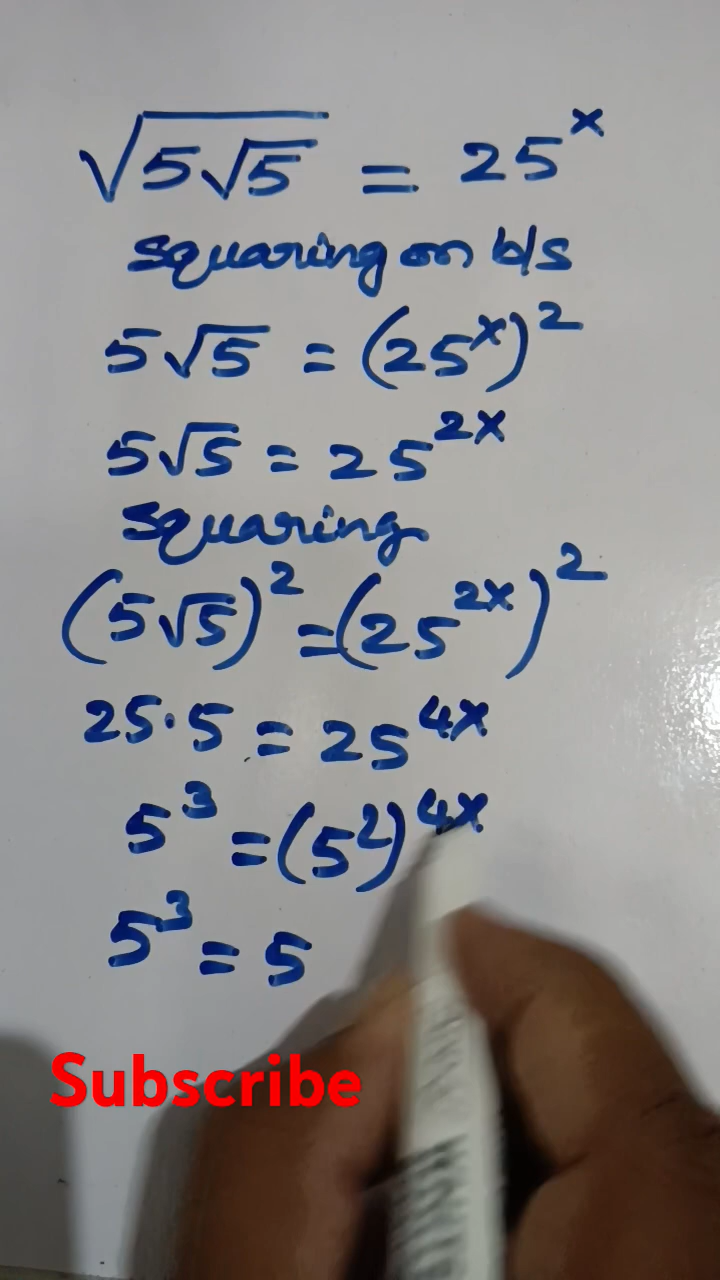 √(5√5) = 25^x
Squaring on b/s
5√5 = (25^x)^2
5√5 = 25^2x
Squaring
(5√5)^2 = (25^2x)^2
25·5 = 25^4x
5^3 = (5^2)^4x
5^3 = 5
Subscribe